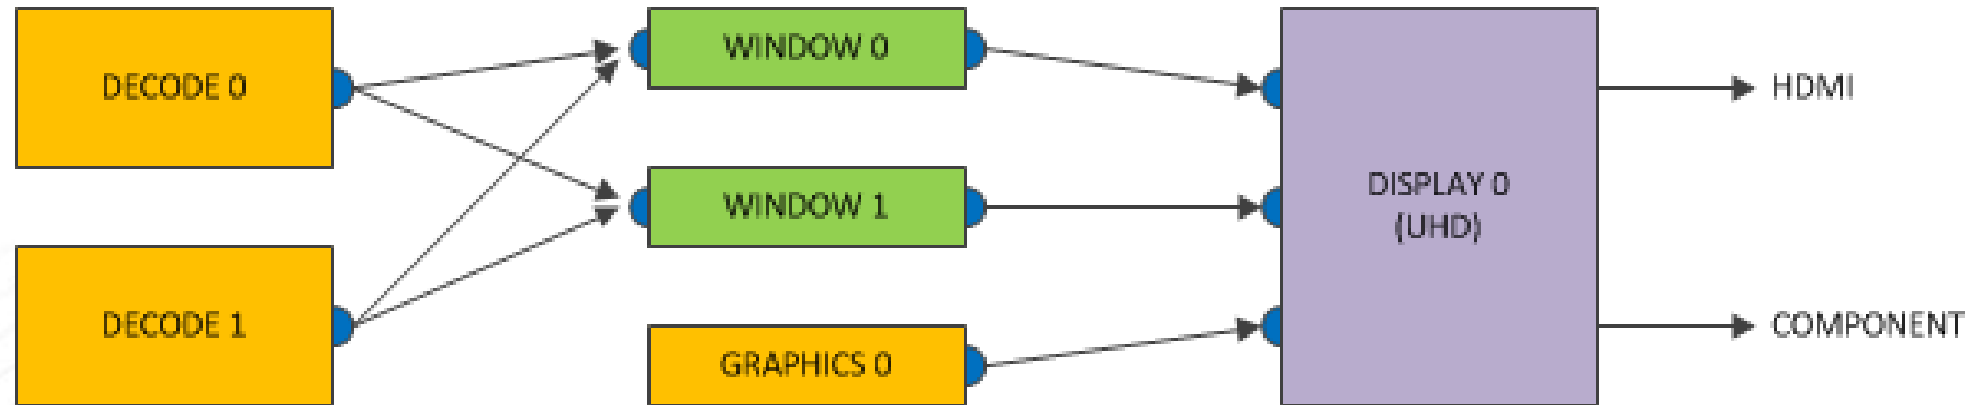 DECODE 0
DECODE 1
WINDOW 0
WINDOW 1
GRAPHICS 0
DISPLAY 0
(UHD)
HDMI
COMPONENT